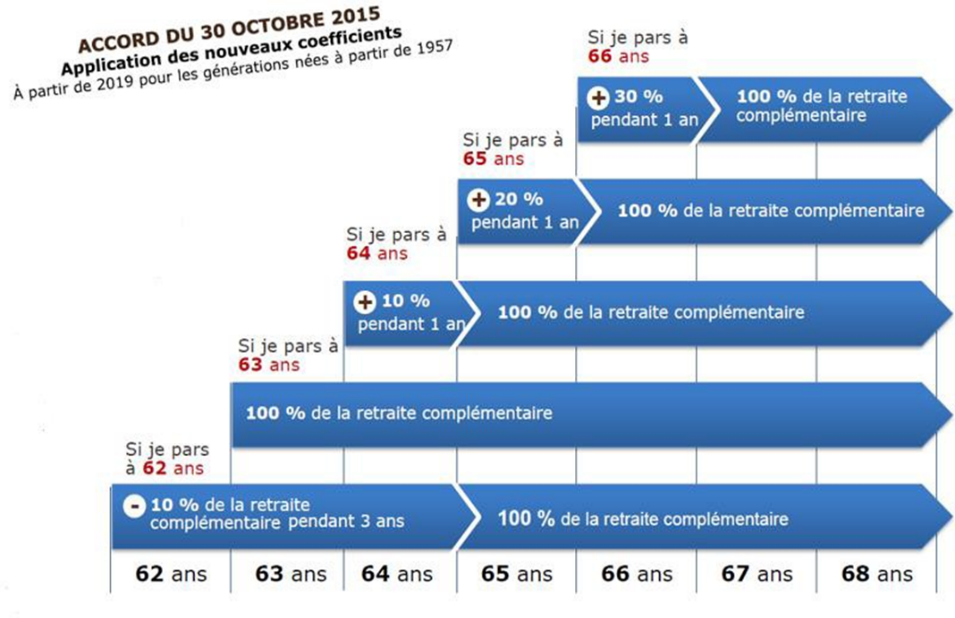 ACCORD DU 30 OCTOBRE 2015
Application des nouveaux coefficients
À partir de 2019 pour les générations nées à partir de 1957
Si je pars à
66 ans
+ 30 %
pendant 1 an
100 % de la retraite
complémentaire
Si je pars à
65 ans
+ 20 %
pendant 1 an
100 % de la retraite complémentaire
Si je pars à
64 ans
+ 10 %
pendant 1 an
100 % de la retraite complémentaire
Si je pars à
63 ans
100 % de la retraite complémentaire
Si je pars
à 62 ans
- 10 % de la retraite
complémentaire pendant 3 ans
100 % de la retraite complémentaire
62 ans 63 ans 64 ans 65 ans 66 ans 67 ans 68 ans